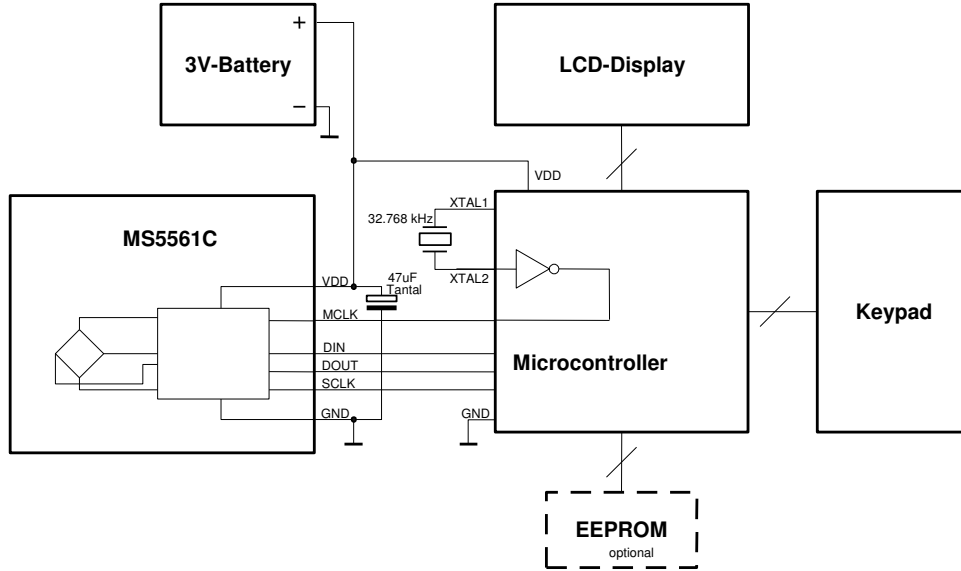 +
3V-Battery
−
LCD-Display
VDD
MS5561C
XTAL1
32.768 kHz
XTAL2
VDD
47uF
Tantal
MCLK
DIN
DOUT
SCLK
GND
GND
Microcontroller
Keypad
EEPROM
optional